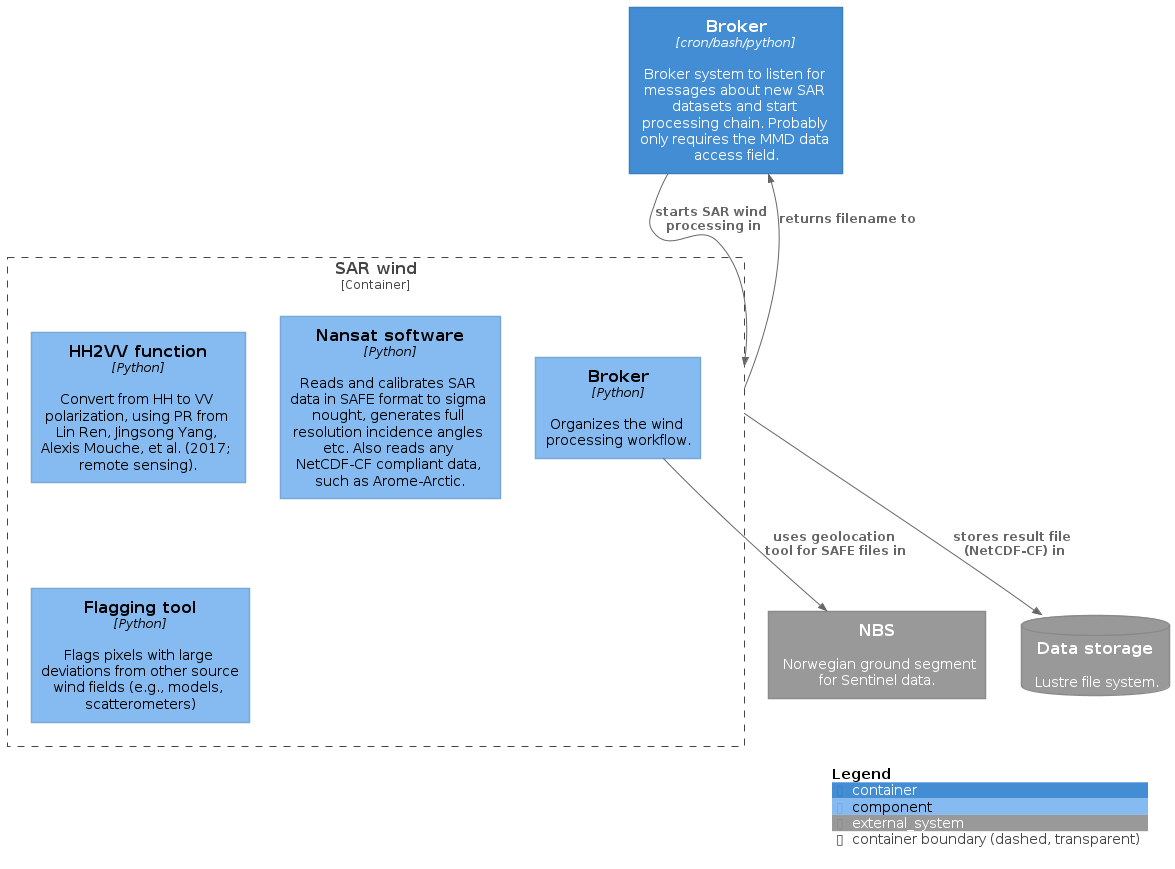 Broker
[cron/bash/python]
Broker system to listen for
messages about new SAR
datasets and start
processing chain. Probably
only requires the MMD data
access field.
starts SAR wind
processing in
returns filename to
SAR wind
[Container]
HH2VV function
[Python]
Convert from HH to VV
polarization, using PR from
Lin Ren, Jingsong Yang,
Alexis Mouche, et al. (2017;
remote sensing).
Nansat software
[Python]
Reads and calibrates SAR
data in SAFE format to sigma
nought, generates full
resolution incidence angles
etc. Also reads any
NetCDF-CF compliant data,
such as Arome-Arctic.
Broker
[Python]
Organizes the wind
processing workflow.
uses geolocation
tool for SAFE files in
stores result file
(NetCDF-CF) in
Flagging tool
[Python]
Flags pixels with large
deviations from other source
wind fields (e.g., models,
scatterometers)
NBS
Norwegian ground segment
for Sentinel data.
Data storage
Lustre file system.
Legend
container
component
external_system
container boundary (dashed, transparent)